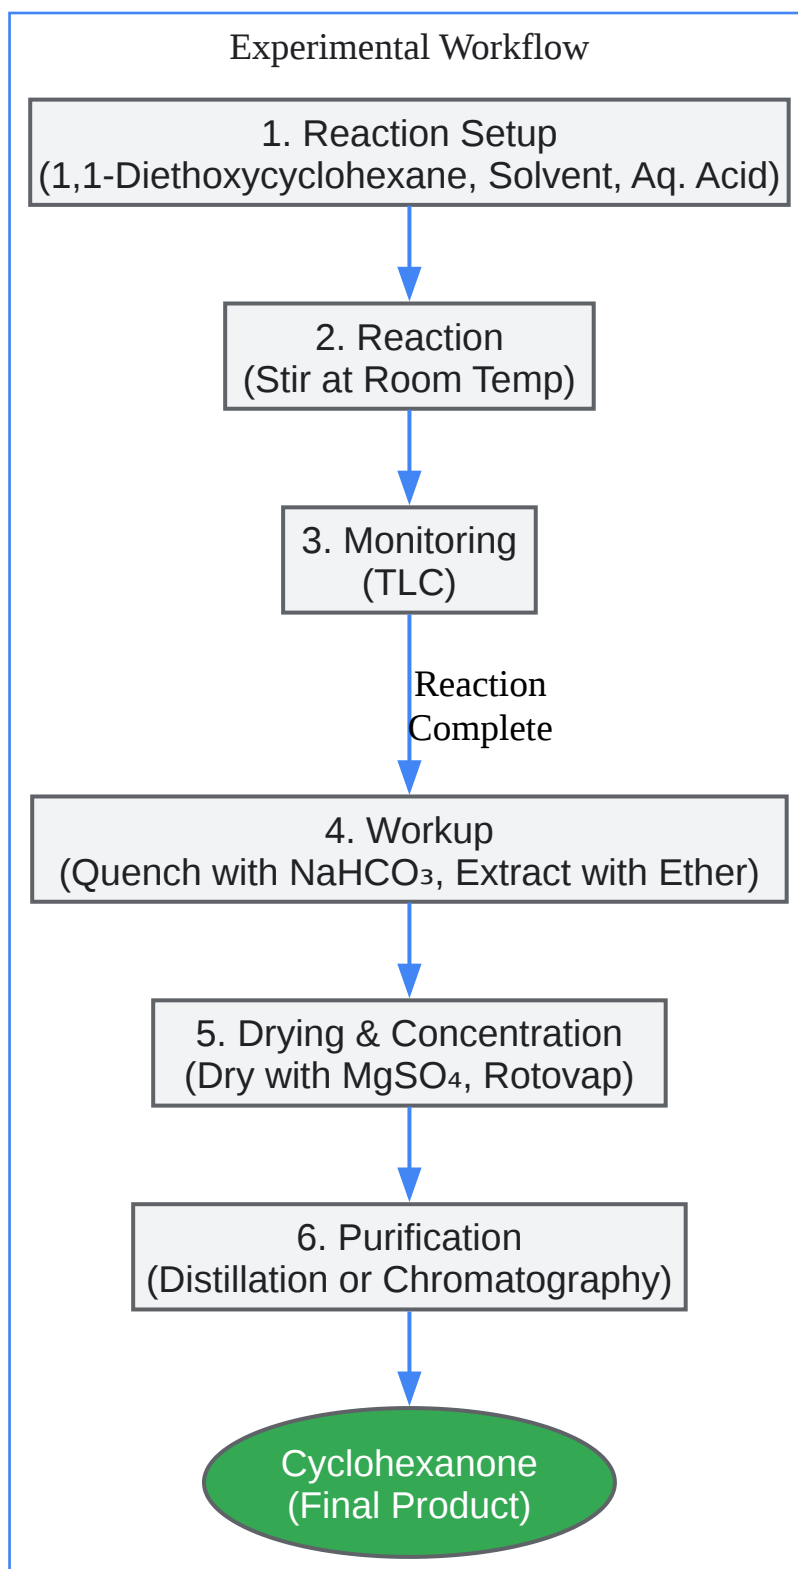 Experimental Workflow
1. Reaction Setup
(1,1-Diethoxycyclohexane, Solvent, Aq. Acid)
2. Reaction
(Stir at Room Temp)
3. Monitoring
(TLC)
Reaction
Complete
4. Workup
(Quench with NaHCO₃, Extract with Ether)
5. Drying & Concentration
(Dry with MgSO₄, Rotovap)
6. Purification
(Distillation or Chromatography)
Cyclohexanone
(Final Product)